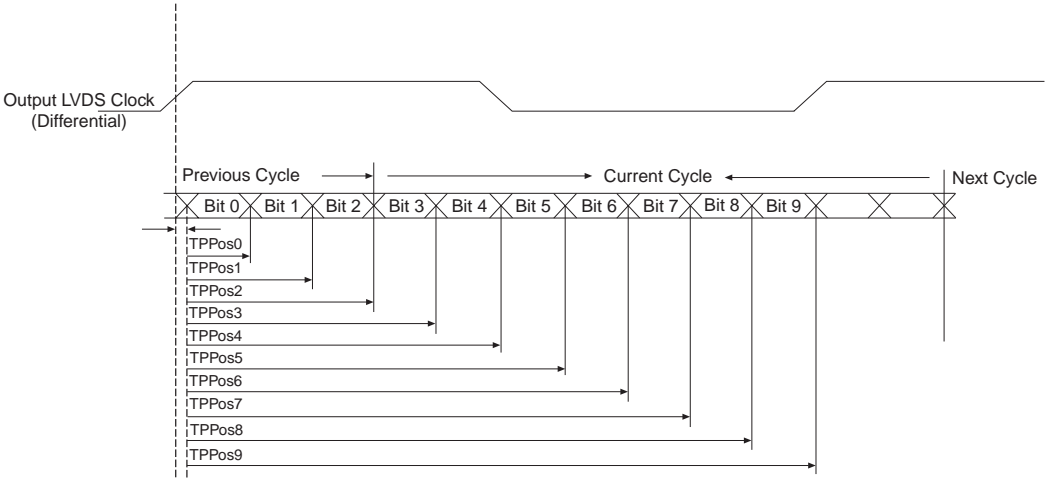 Output LVDS Clock
(Differential)
Previous Cycle
Current Cycle
Next Cycle
Bit 0
Bit 1
Bit 2
Bit 3
Bit 4
Bit 5
Bit 6
Bit 7
Bit 8
Bit 9
TPPos0
TPPos1
TPPos2
TPPos3
TPPos4
TPPos5
TPPos6
TPPos7
TPPos8
TPPos9